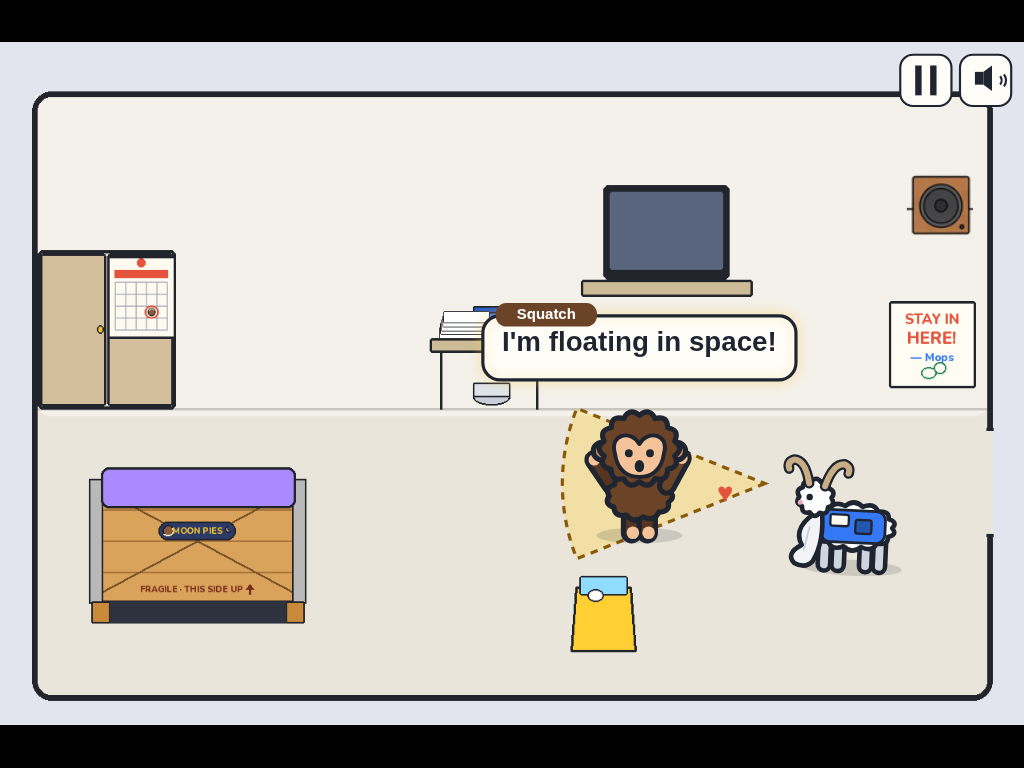 Squatch
I'm floating in space!
STAY IN
HERE!
— Mops
MOON PIES
FRAGILE · THIS SIDE UP